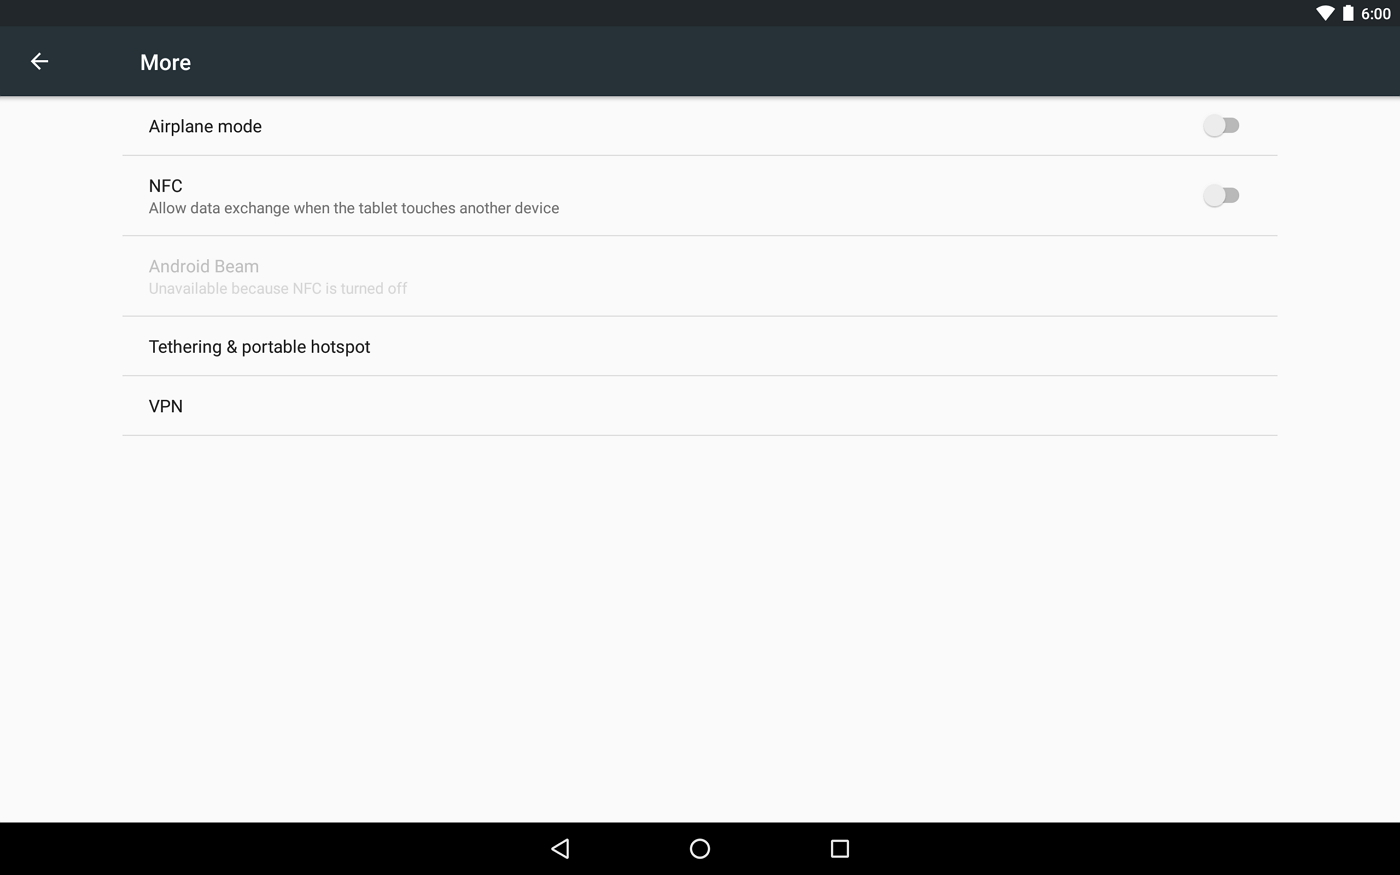 6:00
More
Airplane mode
NFC
Allow data exchange when the tablet touches another device
Android Beam
Unavailable because NFC is turned off
Tethering & portable hotspot
VPN